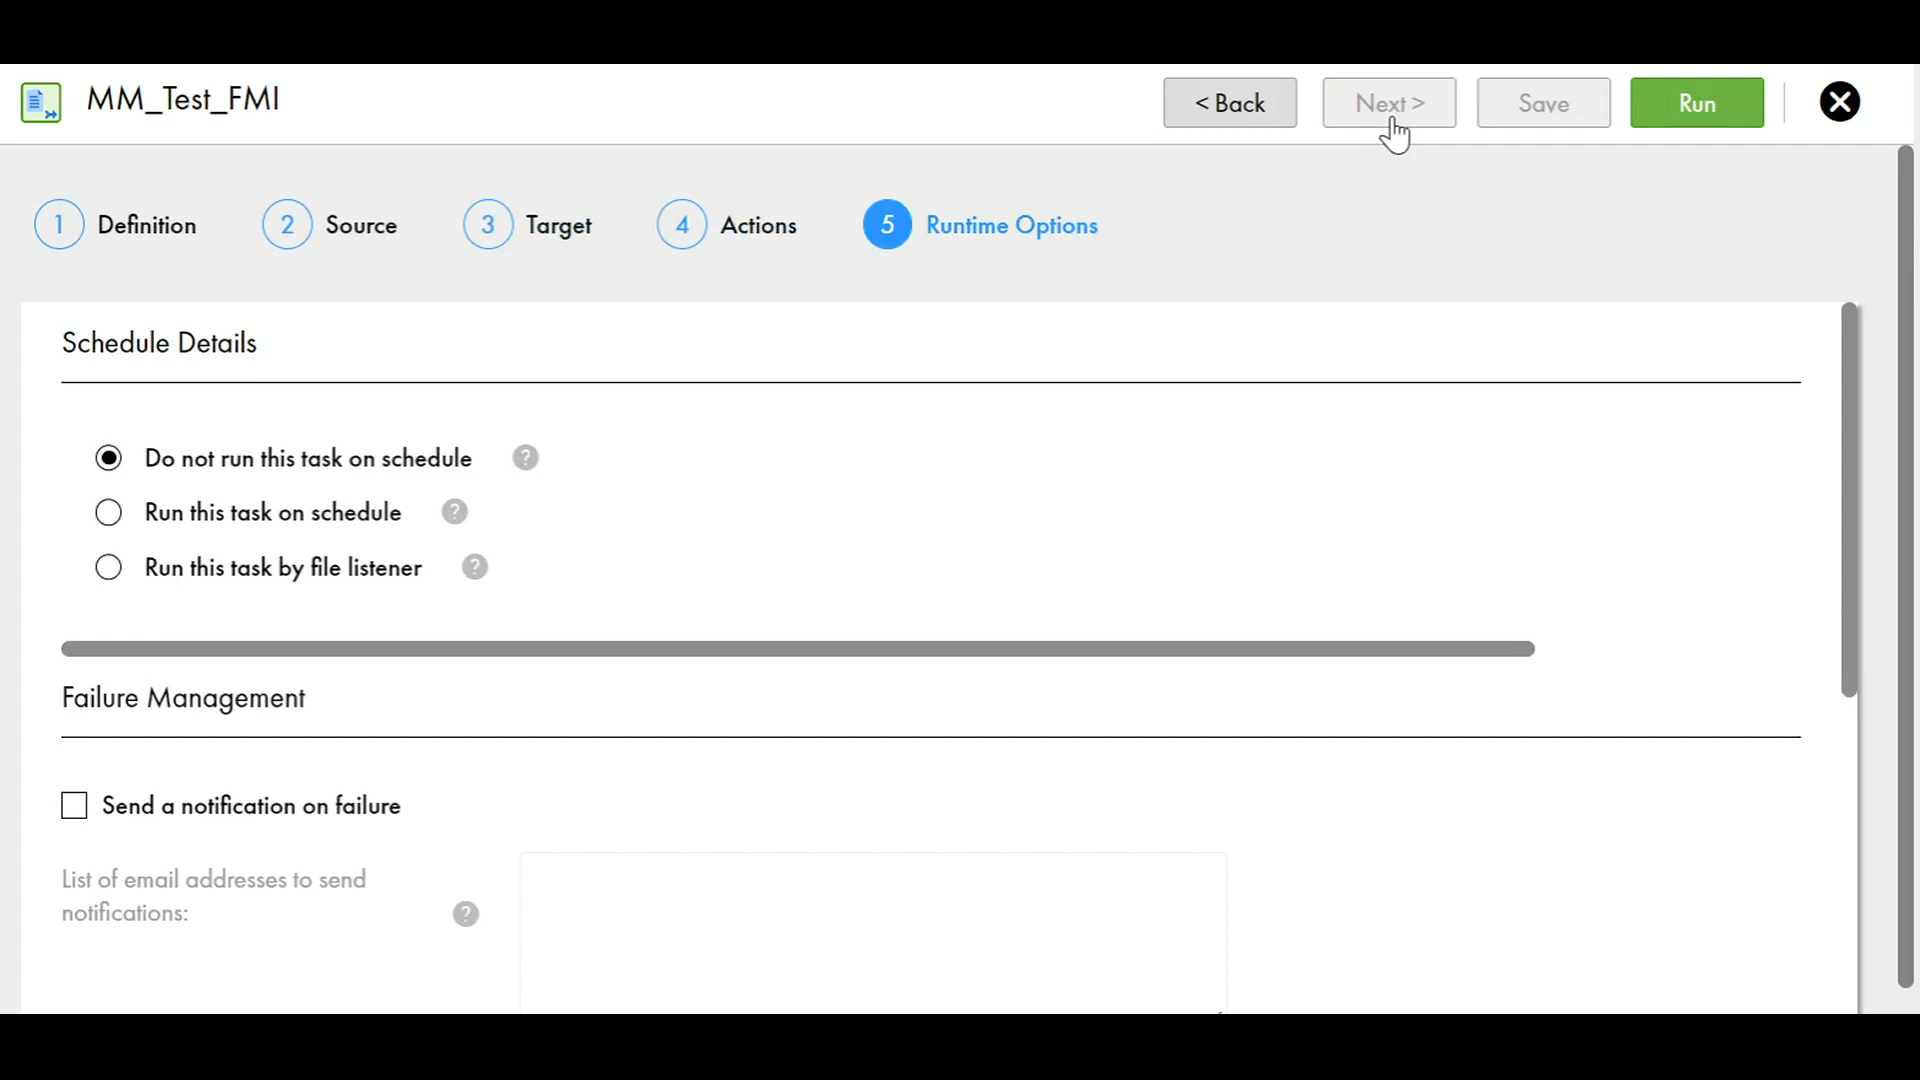 MM_Test_FMI
< Back
Next >
Save
Run
1 Definition
2 Source
3 Target
4 Actions
5 Runtime Options
Schedule Details
Do not run this task on schedule ?
Run this task on schedule ?
Run this task by file listener ?
Failure Management
Send a notification on failure
List of email addresses to send
notifications: ?